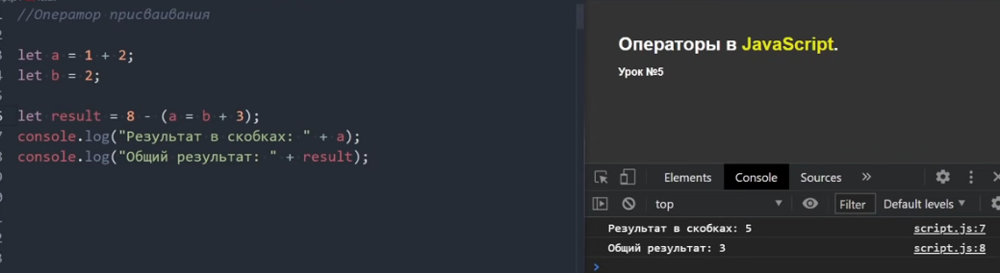 //Оператор присваивания
let a = 1 + 2;
let b = 2;
let result = 8 - (a = b + 3);
console.log("Результат в скобках: " + a);
console.log("Общий результат: " + result);
Операторы в JavaScript.
Урок №5
Elements Console Sources »
top Filter Default levels
Результат в скобках: 5 script.js:7
Общий результат: 3 script.js:8